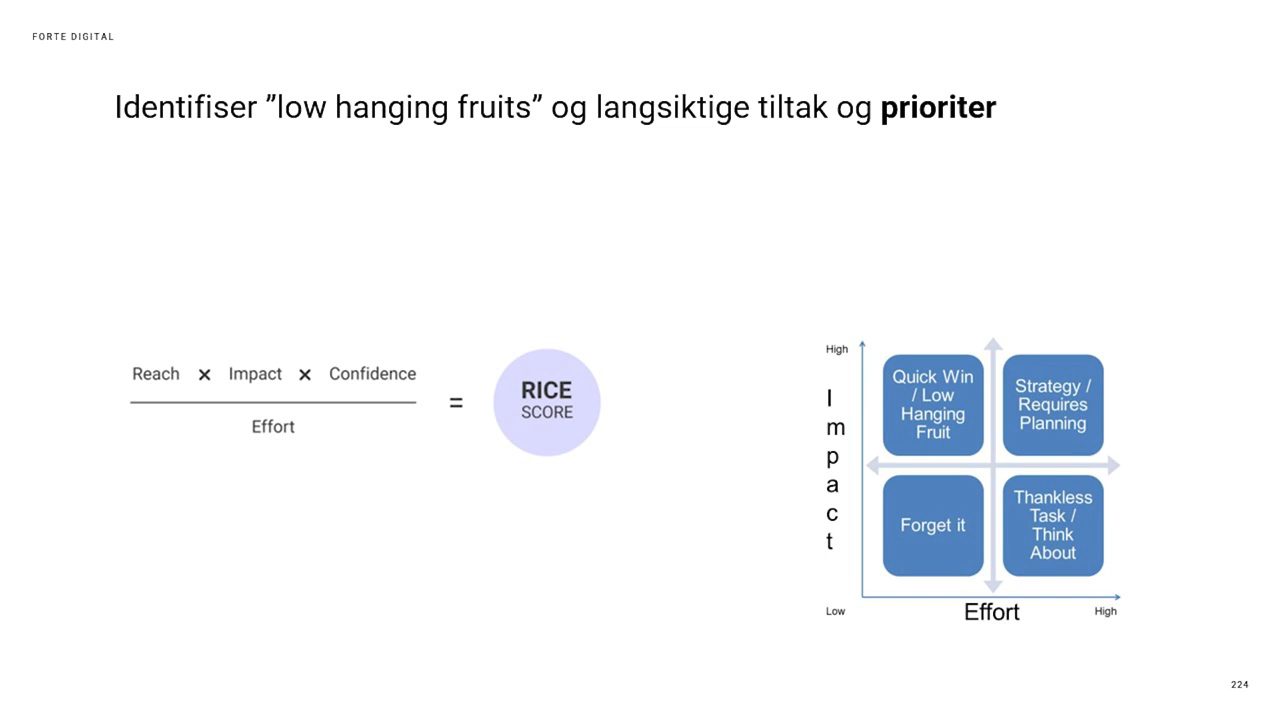 FORTE DIGITAL
Identifiser ”low hanging fruits” og langsiktige tiltak og prioriter
Reach × Impact × Confidence
Effort
=
RICE
SCORE
High
Impact
Low
Quick Win
/ Low
Hanging
Fruit
Strategy /
Requires
Planning
Forget it
Thankless
Task /
Think
About
Effort
High
224